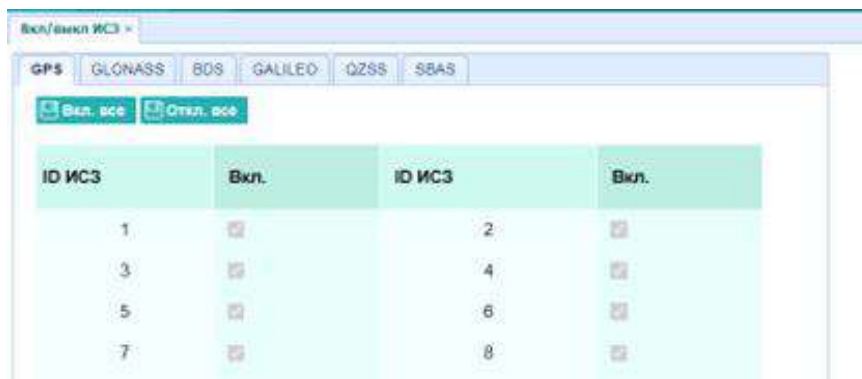 Вкл/выкл ИСЗ ×
GPS GLONASS BDS GALILEO QZSS SBAS
Вкл. все Откл. все
ID ИСЗ Вкл. ID ИСЗ Вкл.
1 2
3 4
5 6
7 8